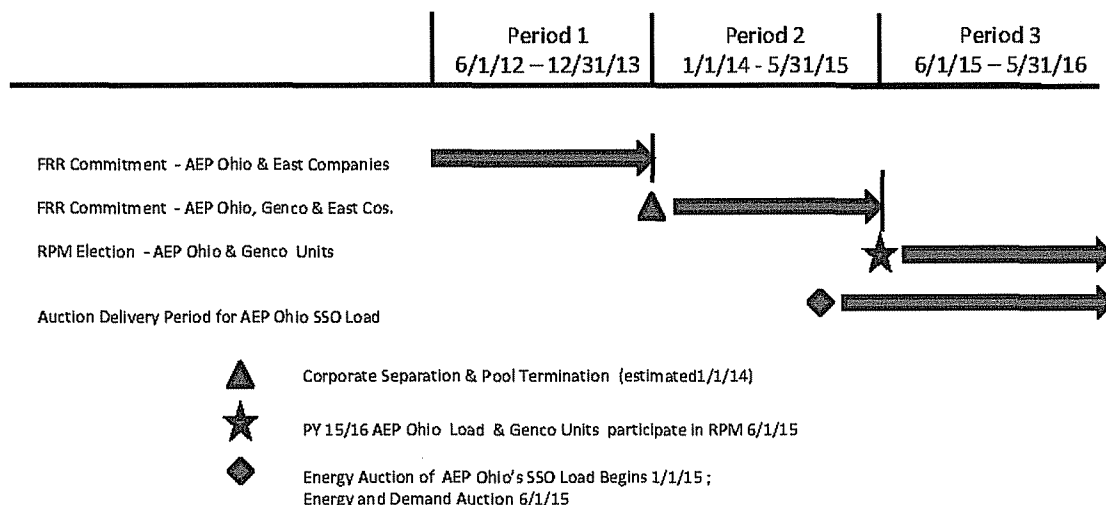 Period 1
6/1/12 – 12/31/13
Period 2
1/1/14 - 5/31/15
Period 3
6/1/15 – 5/31/16
FRR Commitment - AEP Ohio & East Companies
FRR Commitment - AEP Ohio, Genco & East Cos.
RPM Election - AEP Ohio & Genco Units
Auction Delivery Period for AEP Ohio SSO Load
Corporate Separation & Pool Termination (estimated1/1/14)
PY 15/16 AEP Ohio Load & Genco Units participate in RPM 6/1/15
Energy Auction of AEP Ohio's SSO Load Begins 1/1/15 ;
Energy and Demand Auction 6/1/15